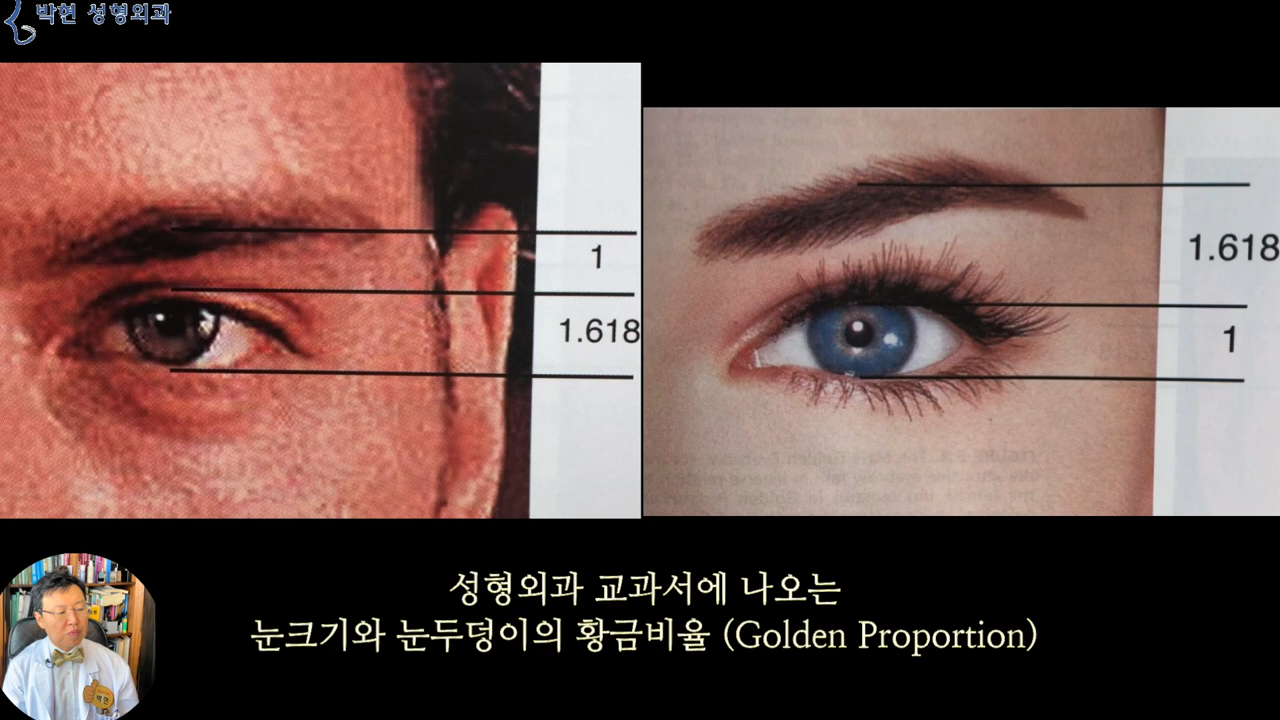 박현 성형외과
1
1.618
1.618
1
성형외과 교과서에 나오는
눈크기와 눈두덩이의 황금비율 (Golden Proportion)
박현